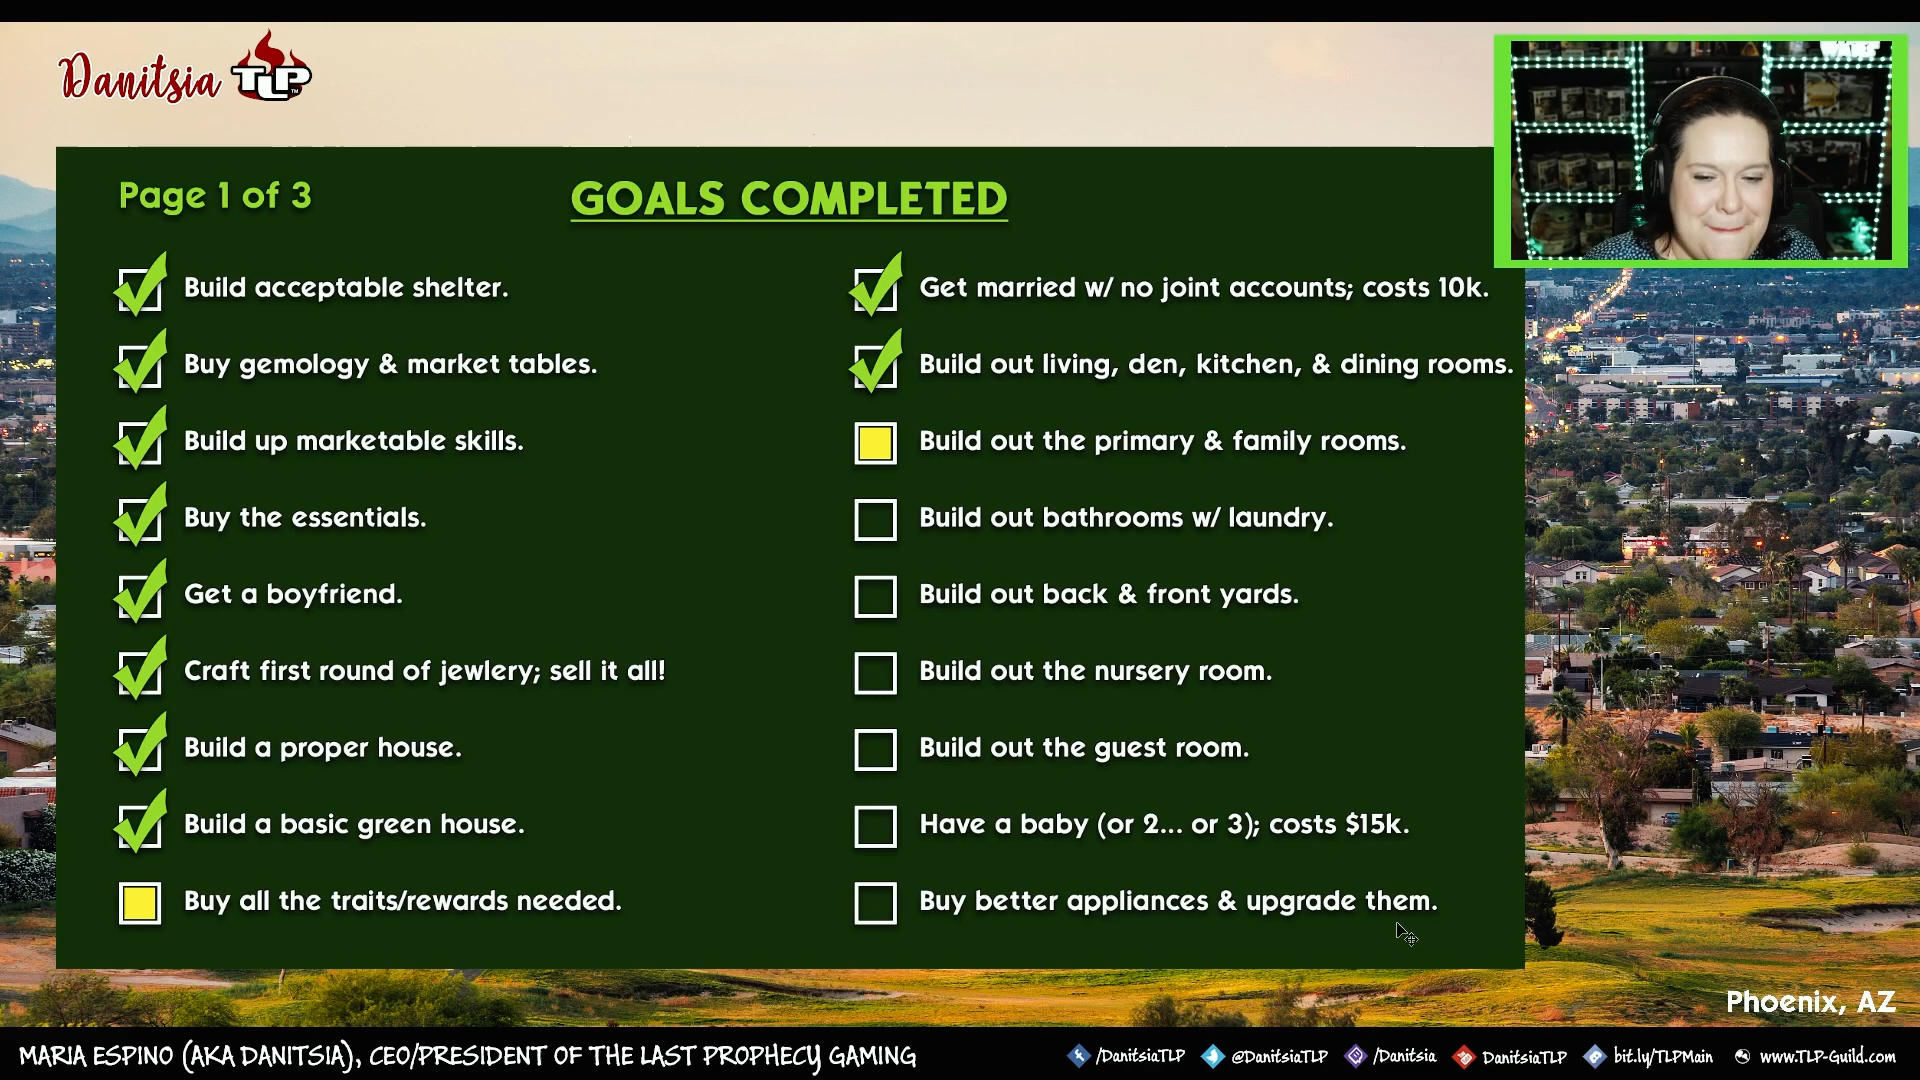 Danitsia TLP
Page 1 of 3
GOALS COMPLETED
Build acceptable shelter.
Buy gemology & market tables.
Build up marketable skills.
Buy the essentials.
Get a boyfriend.
Craft first round of jewlery; sell it all!
Build a proper house.
Build a basic green house.
Buy all the traits/rewards needed.
Get married w/ no joint accounts; costs 10k.
Build out living, den, kitchen, & dining rooms.
Build out the primary & family rooms.
Build out bathrooms w/ laundry.
Build out back & front yards.
Build out the nursery room.
Build out the guest room.
Have a baby (or 2... or 3); costs $15k.
Buy better appliances & upgrade them.
Phoenix, AZ
MARIA ESPINO (AKA DANITSIA), CEO/PRESIDENT OF THE LAST PROPHECY GAMING
/DanitsiaTLP @DanitsiaTLP /Danitsia DanitsiaTLP bit.ly/TLPMain www.TLP-Guild.com